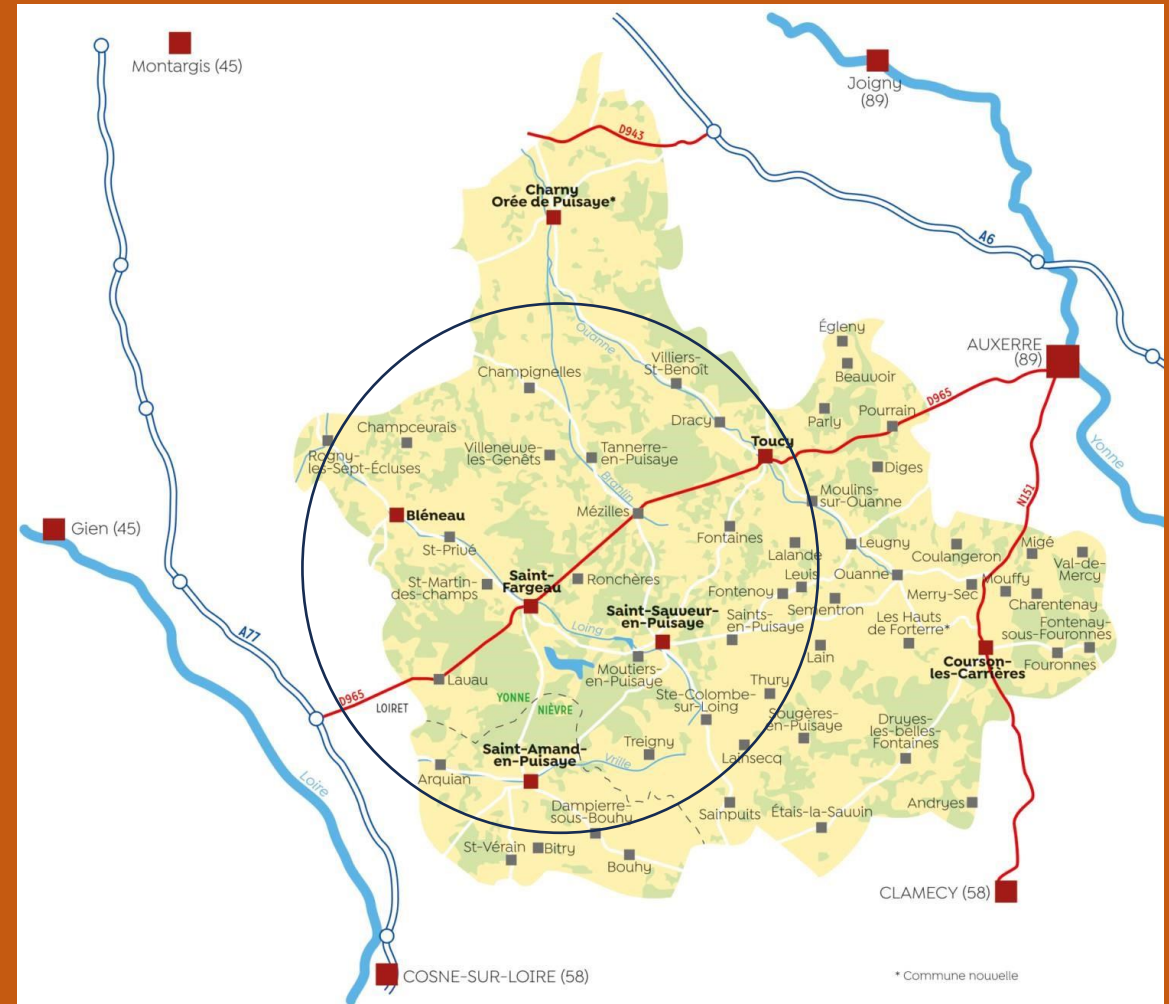 Montargis (45)
Joigny
(89)
D943
Charny
Orée de Puisaye*
A6
Ouanne
Égleny
AUXERRE
(89)
Villiers-
St-Benoît
Champignelles
Beauvoir
D965
Parly
Pourrain
Dracy
Champcevrais
Toucy
Villeneuve-
les-Genêts
Tannerre-
en-Puisaye
Yonne
Rogny-
les-Sept-Écluses
Diges
Branlin
N151
Moulins-
sur-Ouanne
Mézilles
Bléneau
Gien (45)
Fontaines
St-Privé
Lalande
Leugny
Coulangeron
Migé
Val-de-
Mercy
St-Martin-
des-champs
Saint-
Fargeau
Ronchères
Levis
Ouanne
Mouffy
Fontenoy
Merry-Sec
Charentenay
Sementron
Saint-Sauveur-
en-Puisaye
Saints-
en-Puisaye
Les Hauts
de Forterre*
Fontenay-
sous-Fouronnes
Loing
A77
Lain
Courson-
les-Carrières
Fouronnes
Moutiers-
en-Puisaye
Lavau
Thury
D965
LOIRET
YONNE
NIÈVRE
Ste-Colombe-
sur-Loing
Sougères-
en-Puisaye
Druyes-
les-belles-
Fontaines
Saint-Amand
en-Puisaye
Treigny
Lainsecq
Vrille
Arquian
Loire
Dampierre-
sous-Bouhy
Sainpuits
Étais-la-Sauvin
Andryes
St-Vérain
Bitry
Bouhy
CLAMECY (58)
COSNE-SUR-LOIRE (58)
* Commune nouvelle